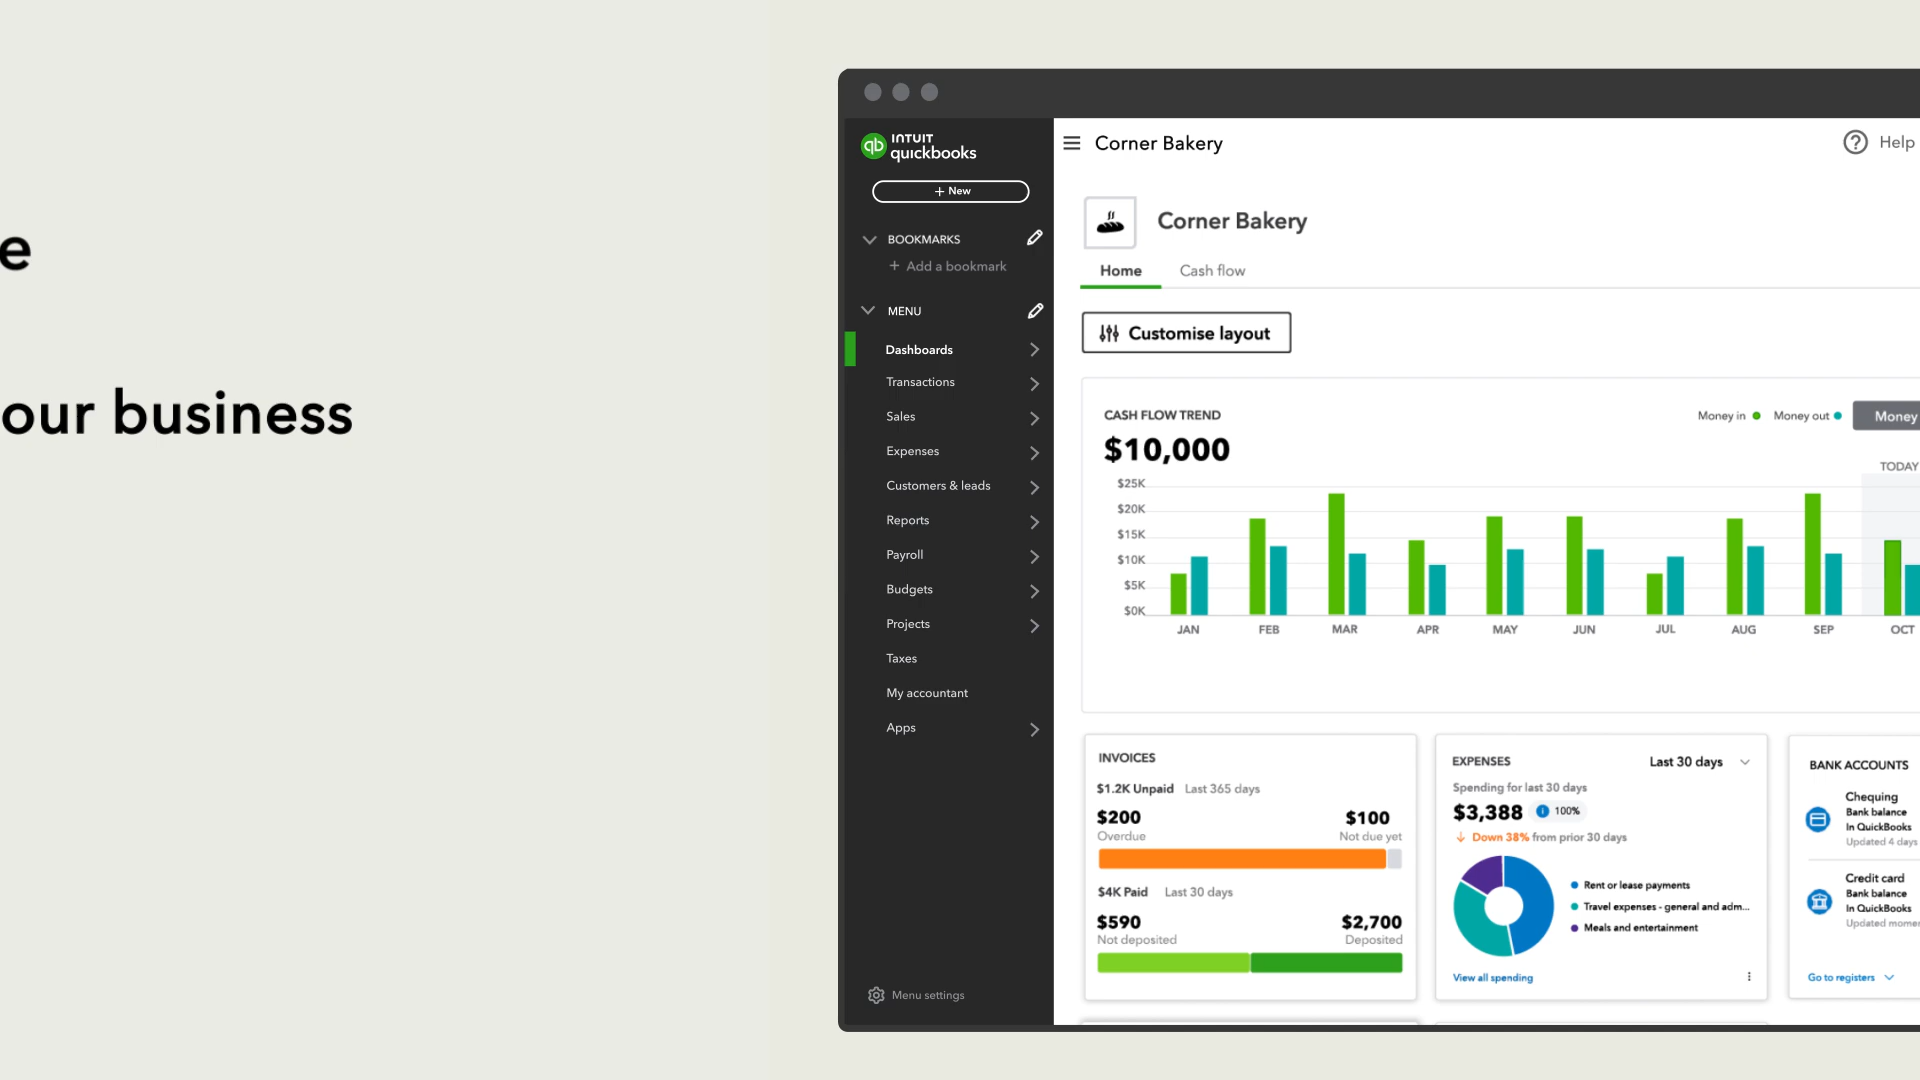 e
our business
INTUIT
quickbooks
+ New
BOOKMARKS
+ Add a bookmark
MENU
Dashboards
Transactions
Sales
Expenses
Customers & leads
Reports
Payroll
Budgets
Projects
Taxes
My accountant
Apps
Menu settings
Corner Bakery
Help
Corner Bakery
Home Cash flow
Customise layout
CASH FLOW TREND
$10,000
Money in Money out Money
TODAY
$25K
$20K
$15K
$10K
$5K
$0K
JAN FEB MAR APR MAY JUN JUL AUG SEP OCT
INVOICES
$1.2K Unpaid Last 365 days
$200 $100
Overdue Not due yet
$4K Paid Last 30 days
$590 $2,700
Not deposited Deposited
EXPENSES Last 30 days
Spending for last 30 days
$3,388 100%
Down 38% from prior 30 days
Rent or lease payments
Travel expenses - general and adm...
Meals and entertainment
View all spending
BANK ACCOUNTS
Chequing
Bank balance
In QuickBooks
Updated 4 days
Credit card
Bank balance
In QuickBooks
Updated momen
Go to registers